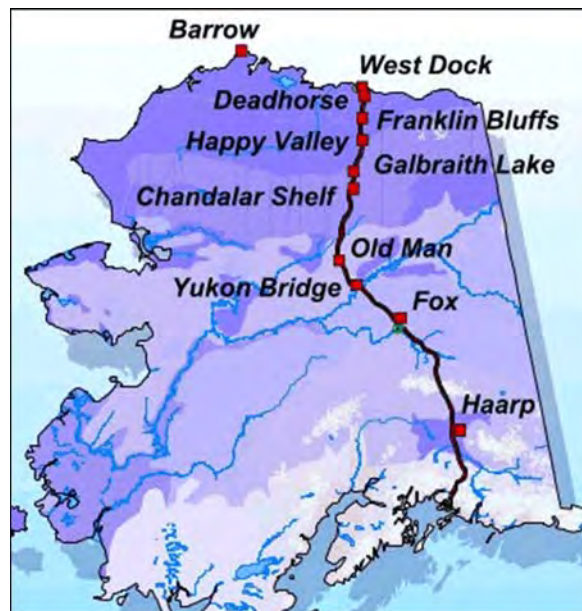 Barrow
West Dock
Deadhorse
Franklin Bluffs
Happy Valley
Galbraith Lake
Chandalar Shelf
Old Man
Yukon Bridge
Fox
Haarp